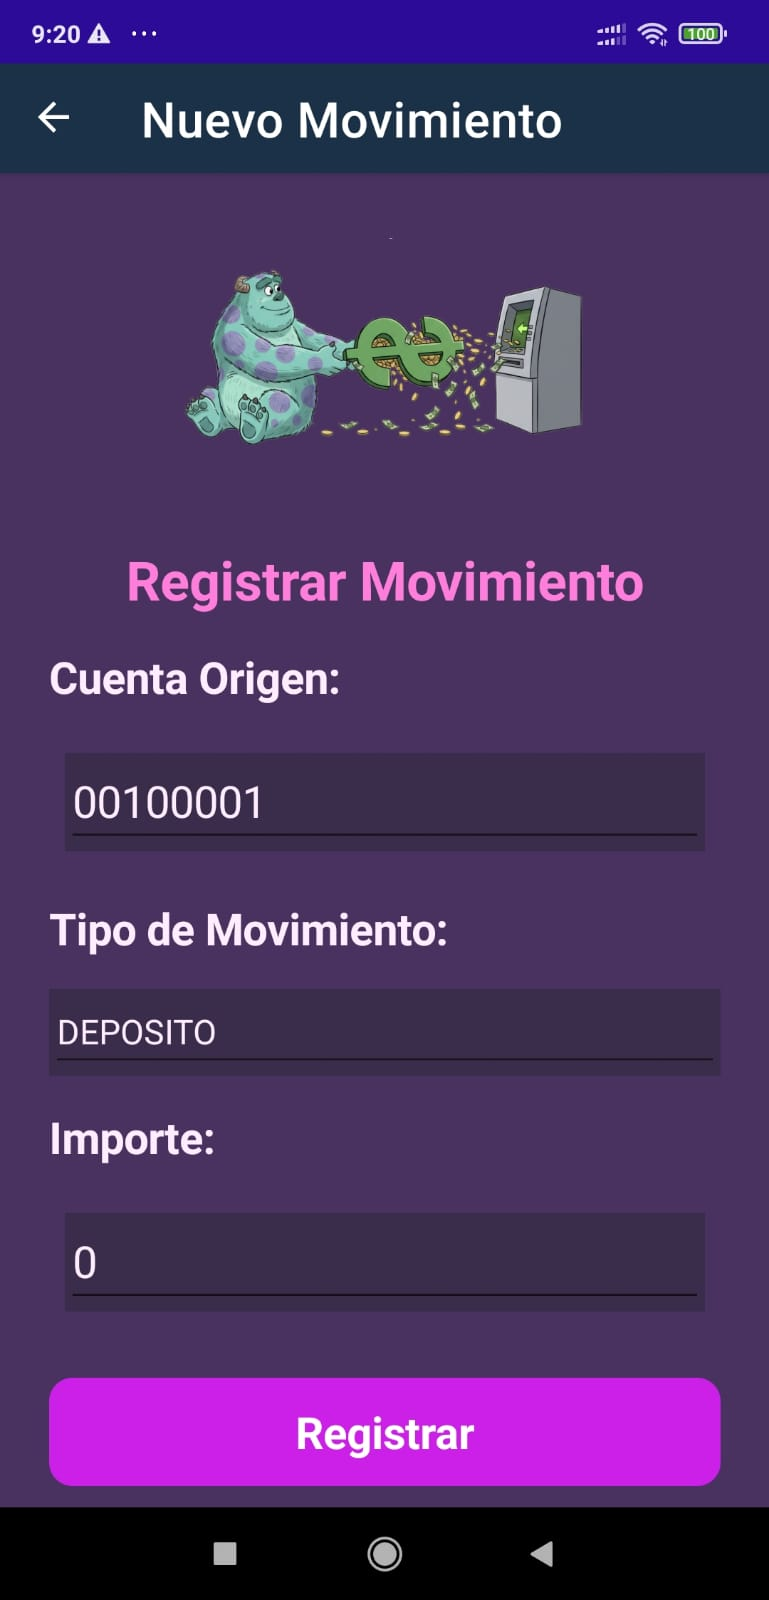 9:20
100
Nuevo Movimiento
Registrar Movimiento
Cuenta Origen:
00100001
Tipo de Movimiento:
DEPOSITO
Importe:
0
Registrar